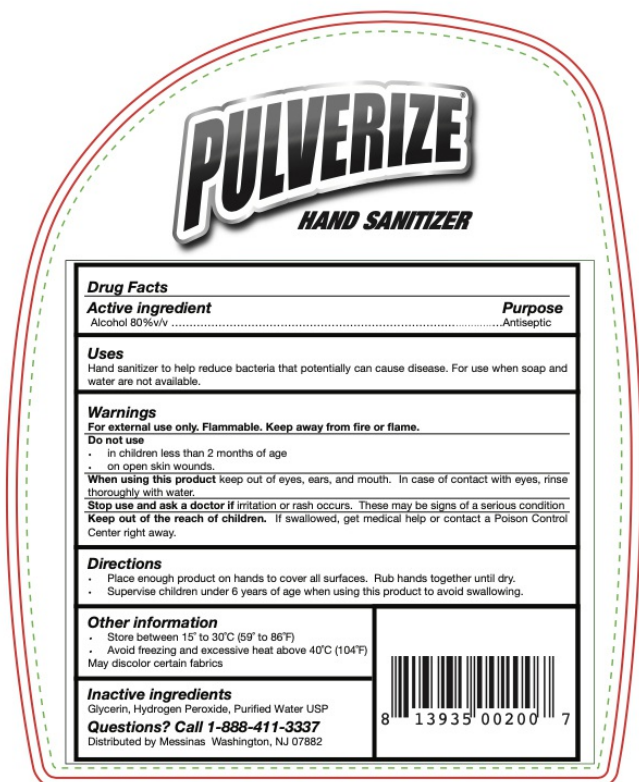 PULVERIZE®
HAND SANITIZER
Drug Facts
Active ingredient Purpose
Alcohol 80%v/v ........................................................................................................Antiseptic
Uses
Hand sanitizer to help reduce bacteria that potentially can cause disease. For use when soap and
water are not available.
Warnings
For external use only. Flammable. Keep away from fire or flame.
Do not use
• in children less than 2 months of age
• on open skin wounds.
When using this product keep out of eyes, ears, and mouth. In case of contact with eyes, rinse
thoroughly with water.
Stop use and ask a doctor if irritation or rash occurs. These may be signs of a serious condition
Keep out of the reach of children. If swallowed, get medical help or contact a Poison Control
Center right away.
Directions
• Place enough product on hands to cover all surfaces. Rub hands together until dry.
• Supervise children under 6 years of age when using this product to avoid swallowing.
Other information
• Store between 15˚ to 30˚C (59˚ to 86˚F)
• Avoid freezing and excessive heat above 40˚C (104˚F)
May discolor certain fabrics
Inactive ingredients
Glycerin, Hydrogen Peroxide, Purified Water USP
Questions? Call 1-888-411-3337
Distributed by Messinas Washington, NJ 07882
8 13935 00200 7